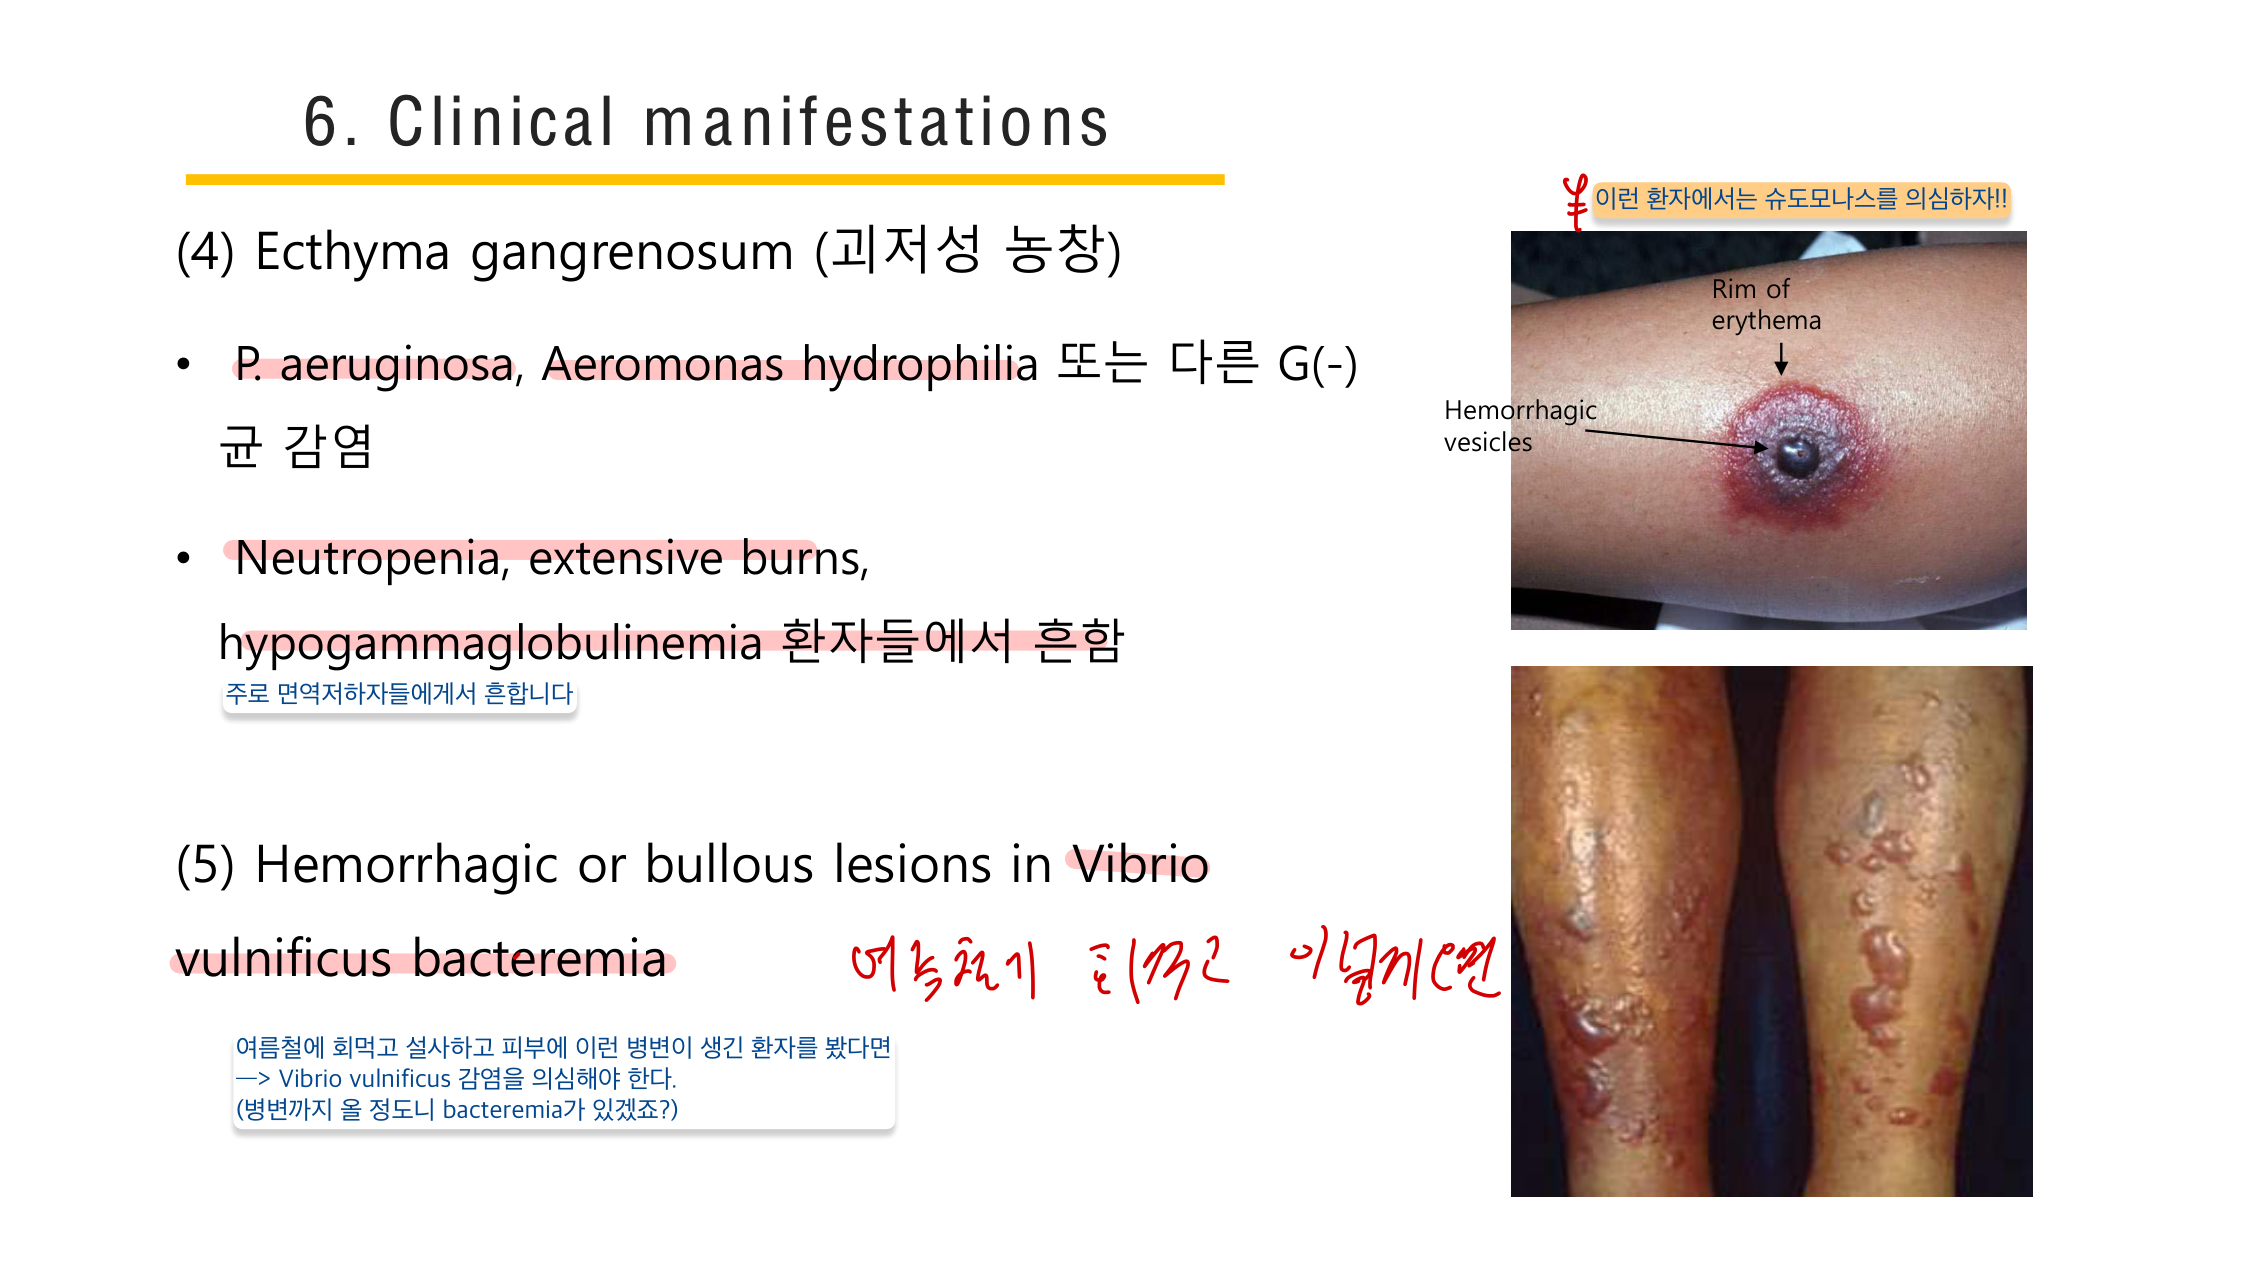 6. Clinical manifestations
이런 환자에서는 슈도모나스를 의심하자!!
(4) Ecthyma gangrenosum (괴저성 농창)
Rim of
erythema
• P. aeruginosa, Aeromonas hydrophilia 또는 다른 G(-)
균 감염
Hemorrhagic
vesicles
• Neutropenia, extensive burns,
hypogammaglobulinemia 환자들에서 흔함
주로 면역저하자들에게서 흔합니다
(5) Hemorrhagic or bullous lesions in Vibrio
vulnificus bacteremia
회먹고 이렇게
여름철에 회먹고 설사하고 피부에 이런 병변이 생긴 환자를 봤다면
—> Vibrio vulnificus 감염을 의심해야 한다.
(병변까지 올 정도니 bacteremia가 있겠죠?)